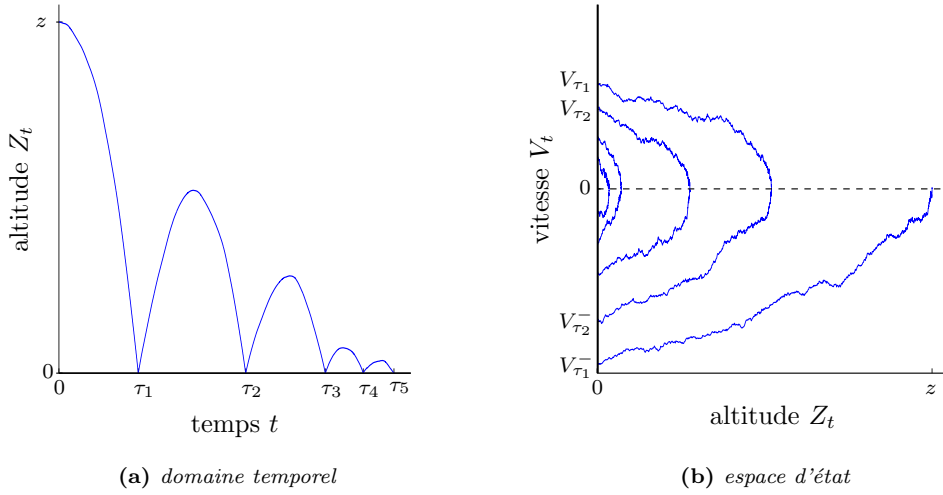 z
altitude Z_t
0
0
τ_1
τ_2
τ_3
τ_4
τ_5
temps t
(a) domaine temporel
V_{τ_1}
V_{τ_2}
vitesse V_t
0
V_{τ_2}^-
V_{τ_1}^-
0
z
altitude Z_t
(b) espace d'état